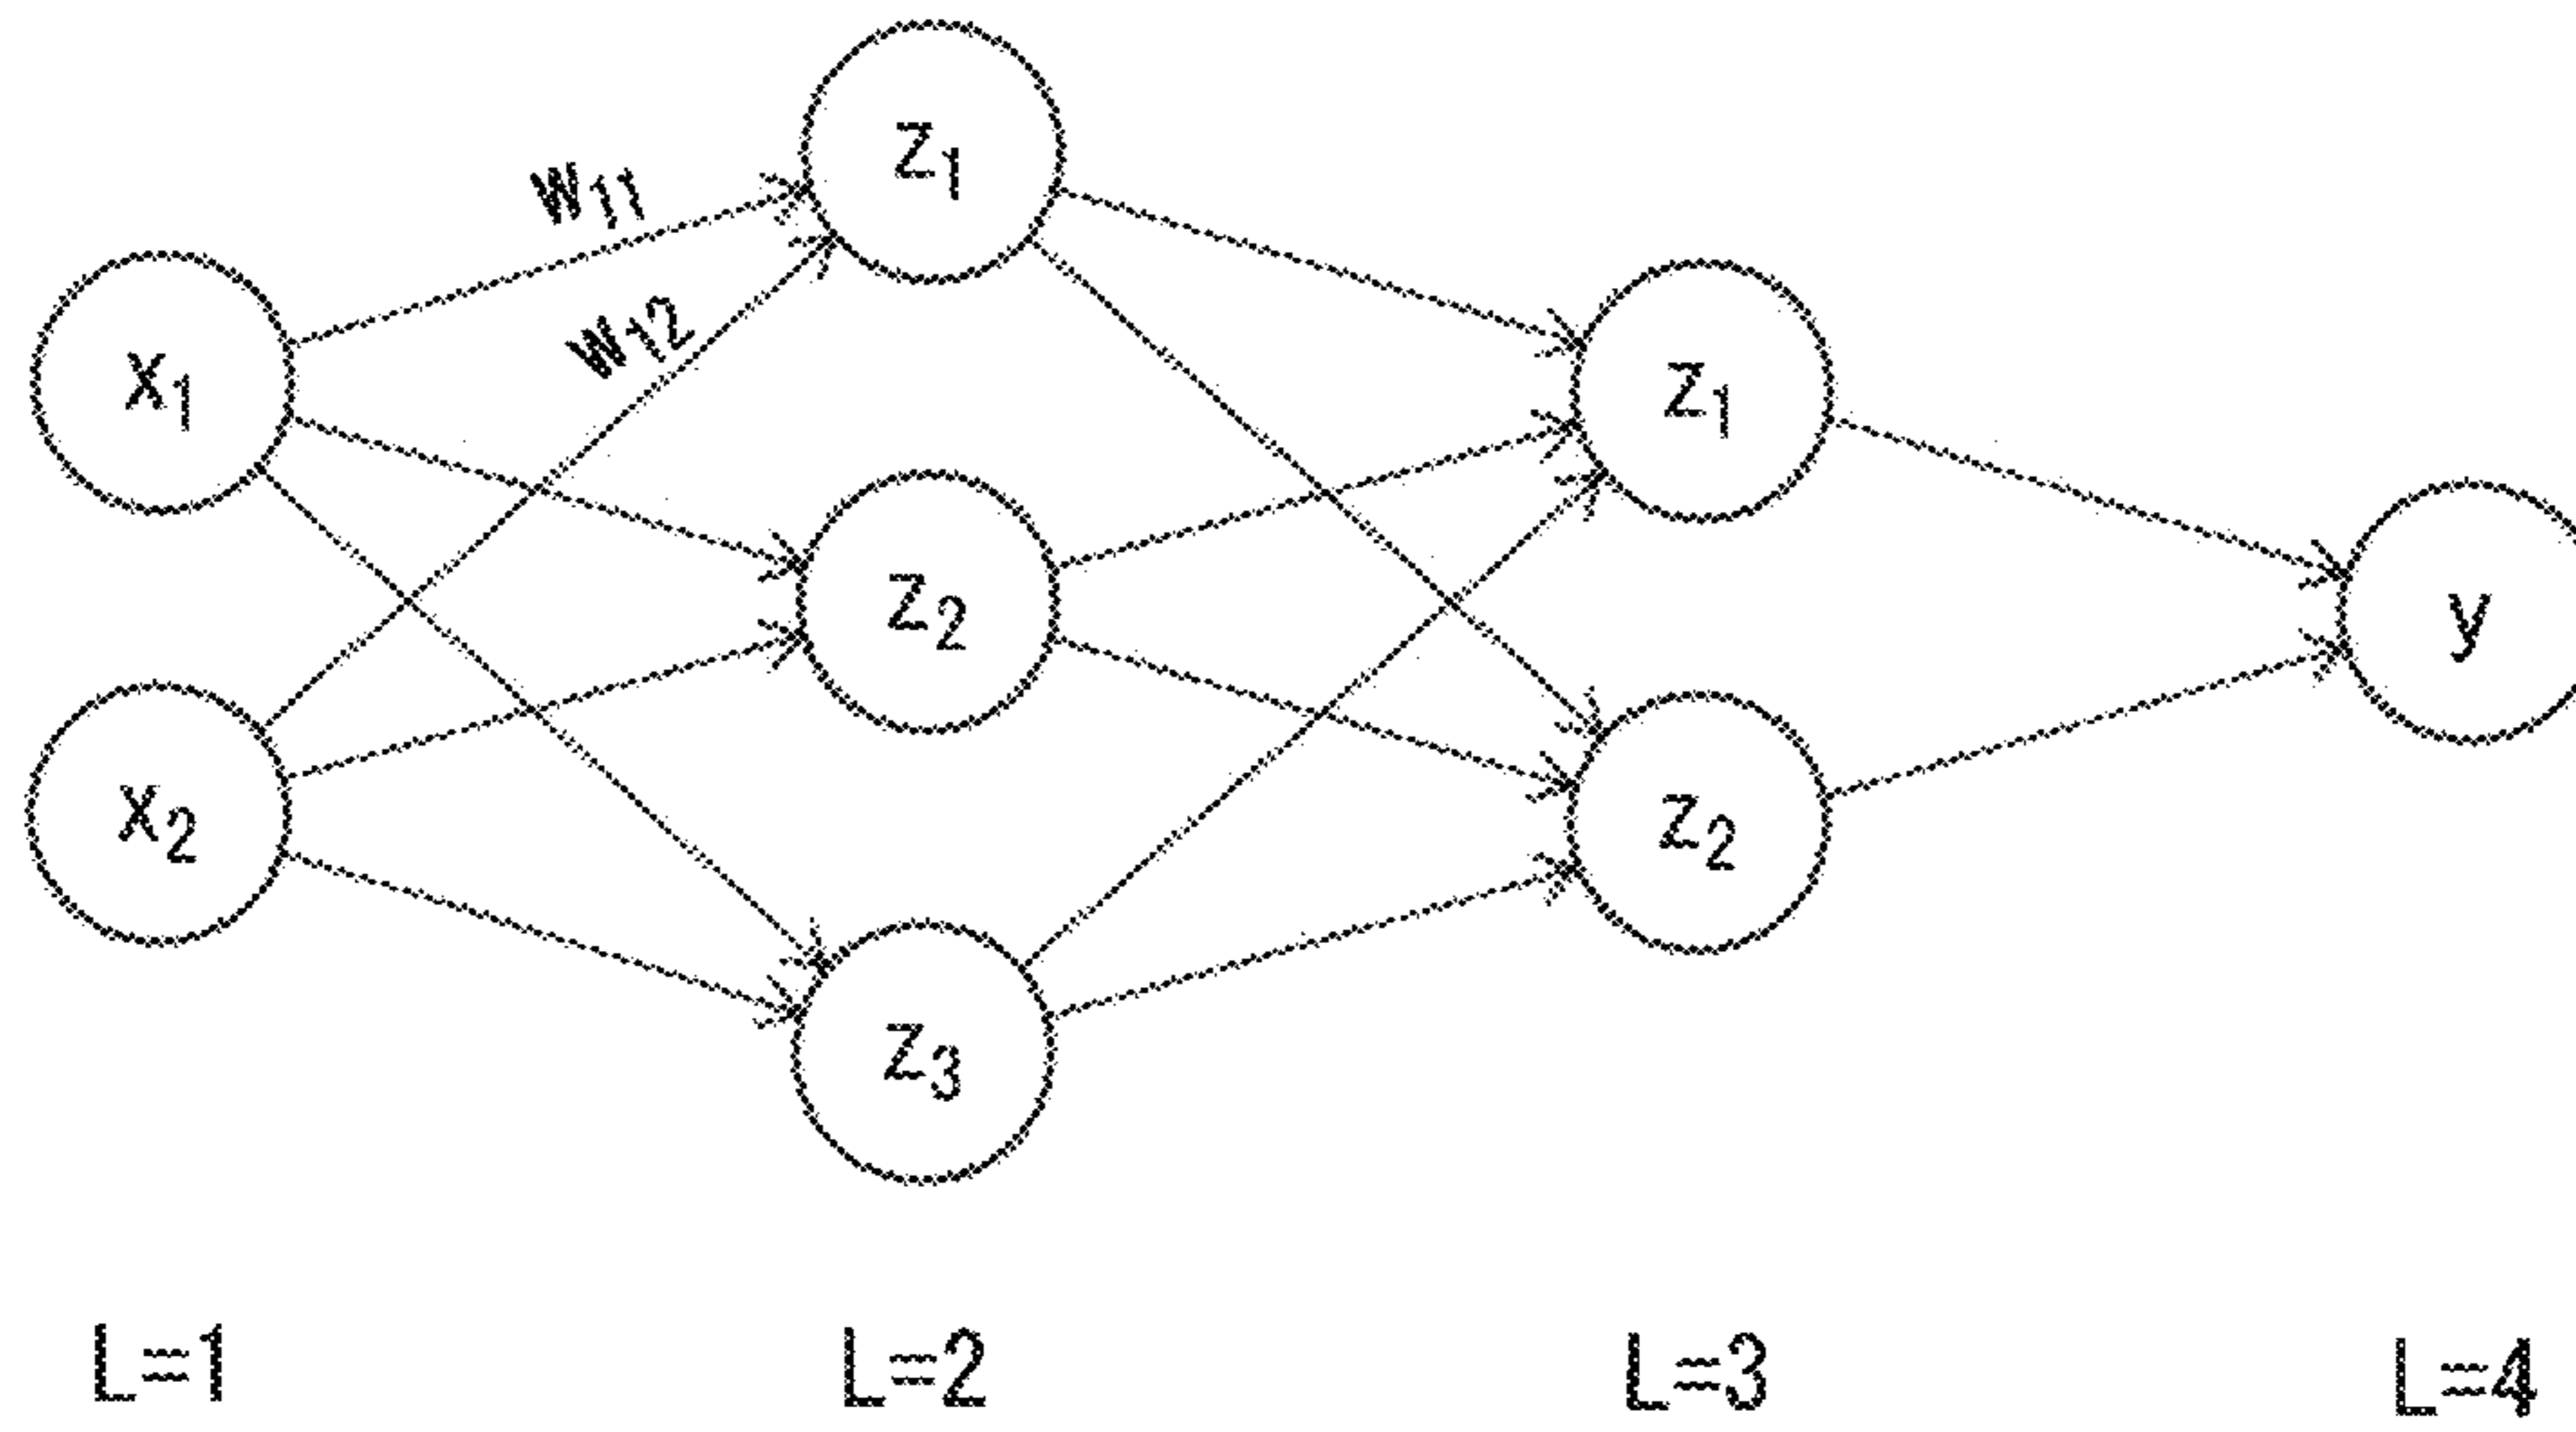 z₁
w₁₁
w₁₂
x₁
z₁
z₂
y
x₂
z₂
z₃
L=1
L=2
L=3
L=4